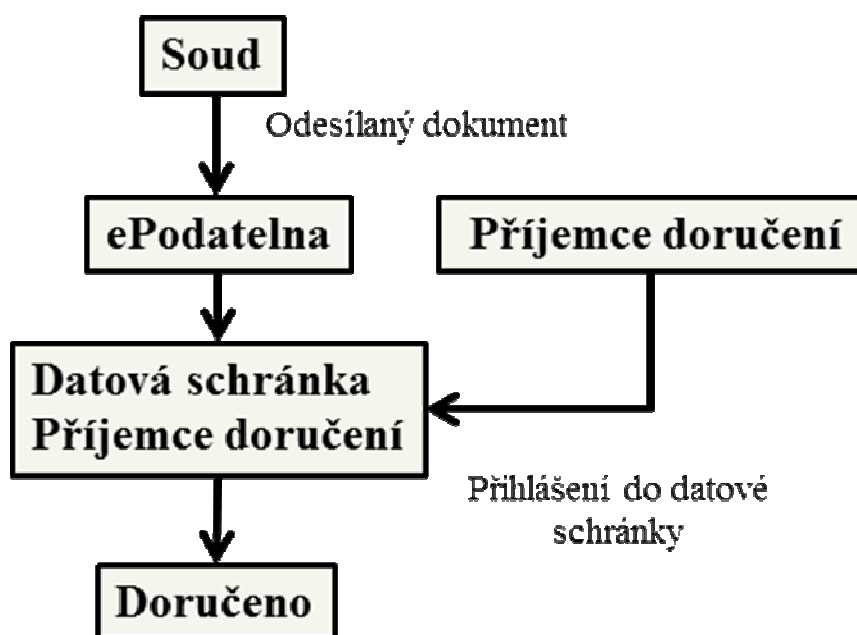 Soud
Odesílaný dokument
ePodatelna
Příjemce doručení
Datová schránka
Příjemce doručení
Přihlášení do datové
schránky
Doručeno